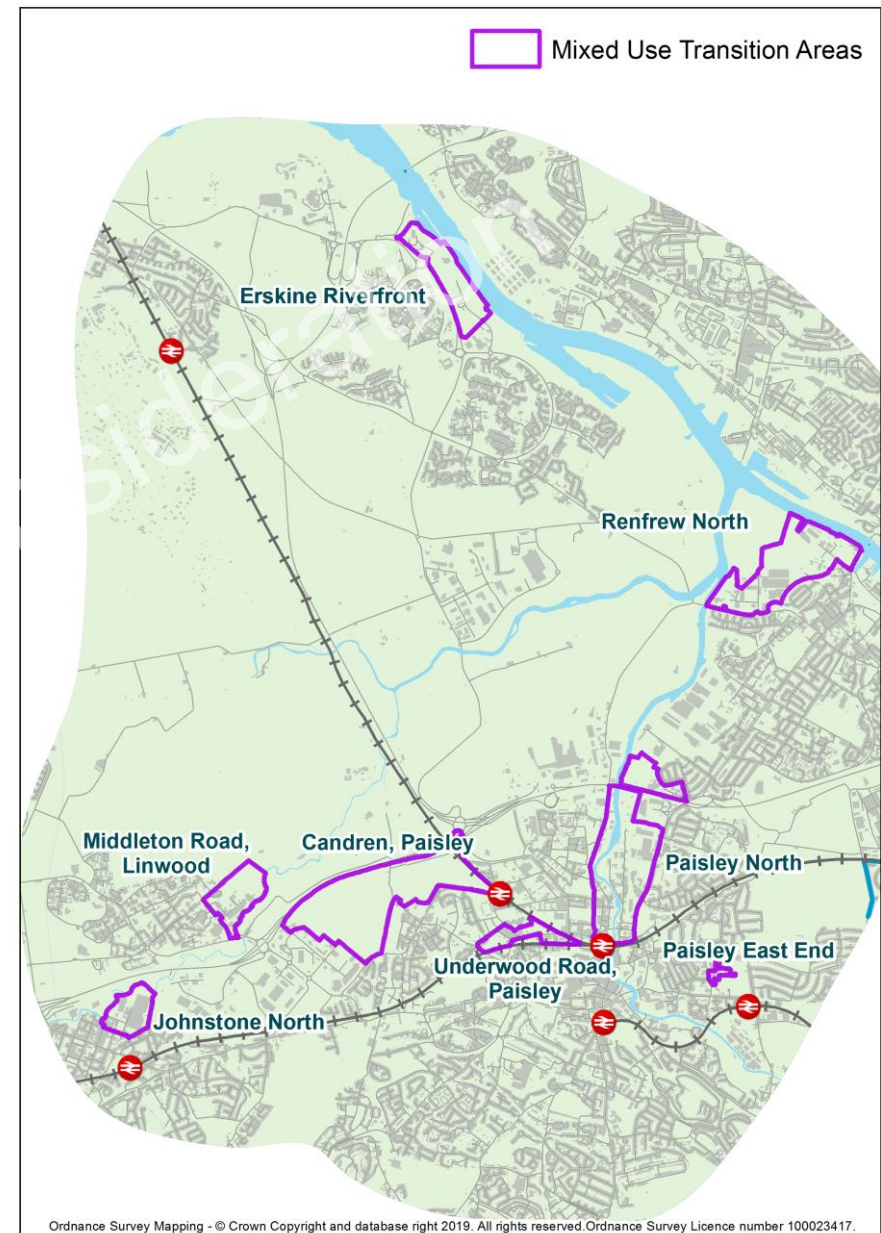 Mixed Use Transition Areas
Erskine Riverfront
sideration
Renfrew North
Middleton Road,
Linwood
Candren, Paisley
Paisley North
Underwood Road,
Paisley
Paisley East End
Johnstone North
Ordnance Survey Mapping - © Crown Copyright and database right 2019. All rights reserved.Ordnance Survey Licence number 100023417.